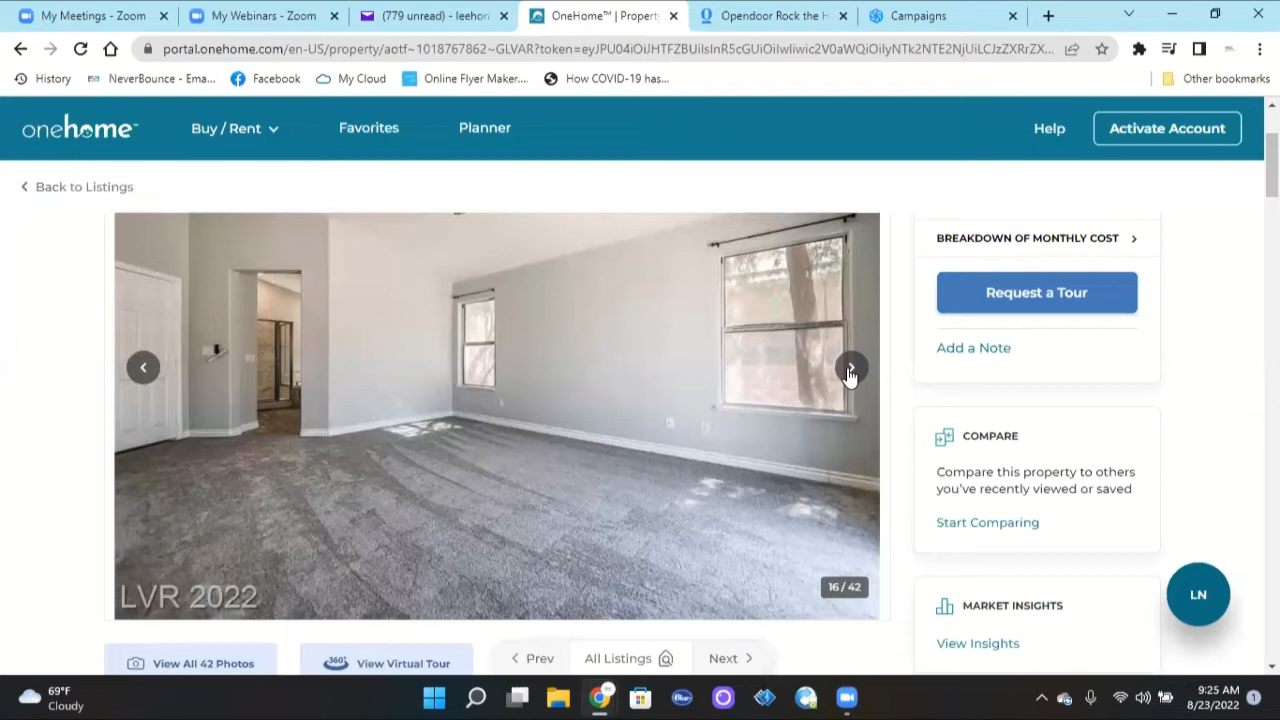 My Meetings - Zoom
My Webinars - Zoom
(779 unread) - leehor
OneHome™ | Propert
Opendoor Rock the H
Campaigns
portal.onehome.com/en-US/property/aotf~1018767862~GLVAR?token=eyJPU04iOiJHTFZBUiIsInR5cGUiOiIwIiwic2V0aWQiOiIyNTk2NTE2NjUiLCJzZXRrZX...
History
NeverBounce - Ema...
Facebook
My Cloud
Online Flyer Maker....
How COVID-19 has...
Other bookmarks
onehome™
Buy / Rent
Favorites
Planner
Help
Activate Account
Back to Listings
BREAKDOWN OF MONTHLY COST
Request a Tour
Add a Note
COMPARE
Compare this property to others
you've recently viewed or saved
Start Comparing
LVR 2022
16 / 42
LN
MARKET INSIGHTS
View Insights
View All 42 Photos
360°
View Virtual Tour
Prev
All Listings
Next
69°F
Cloudy
9:25 AM
8/23/2022
1